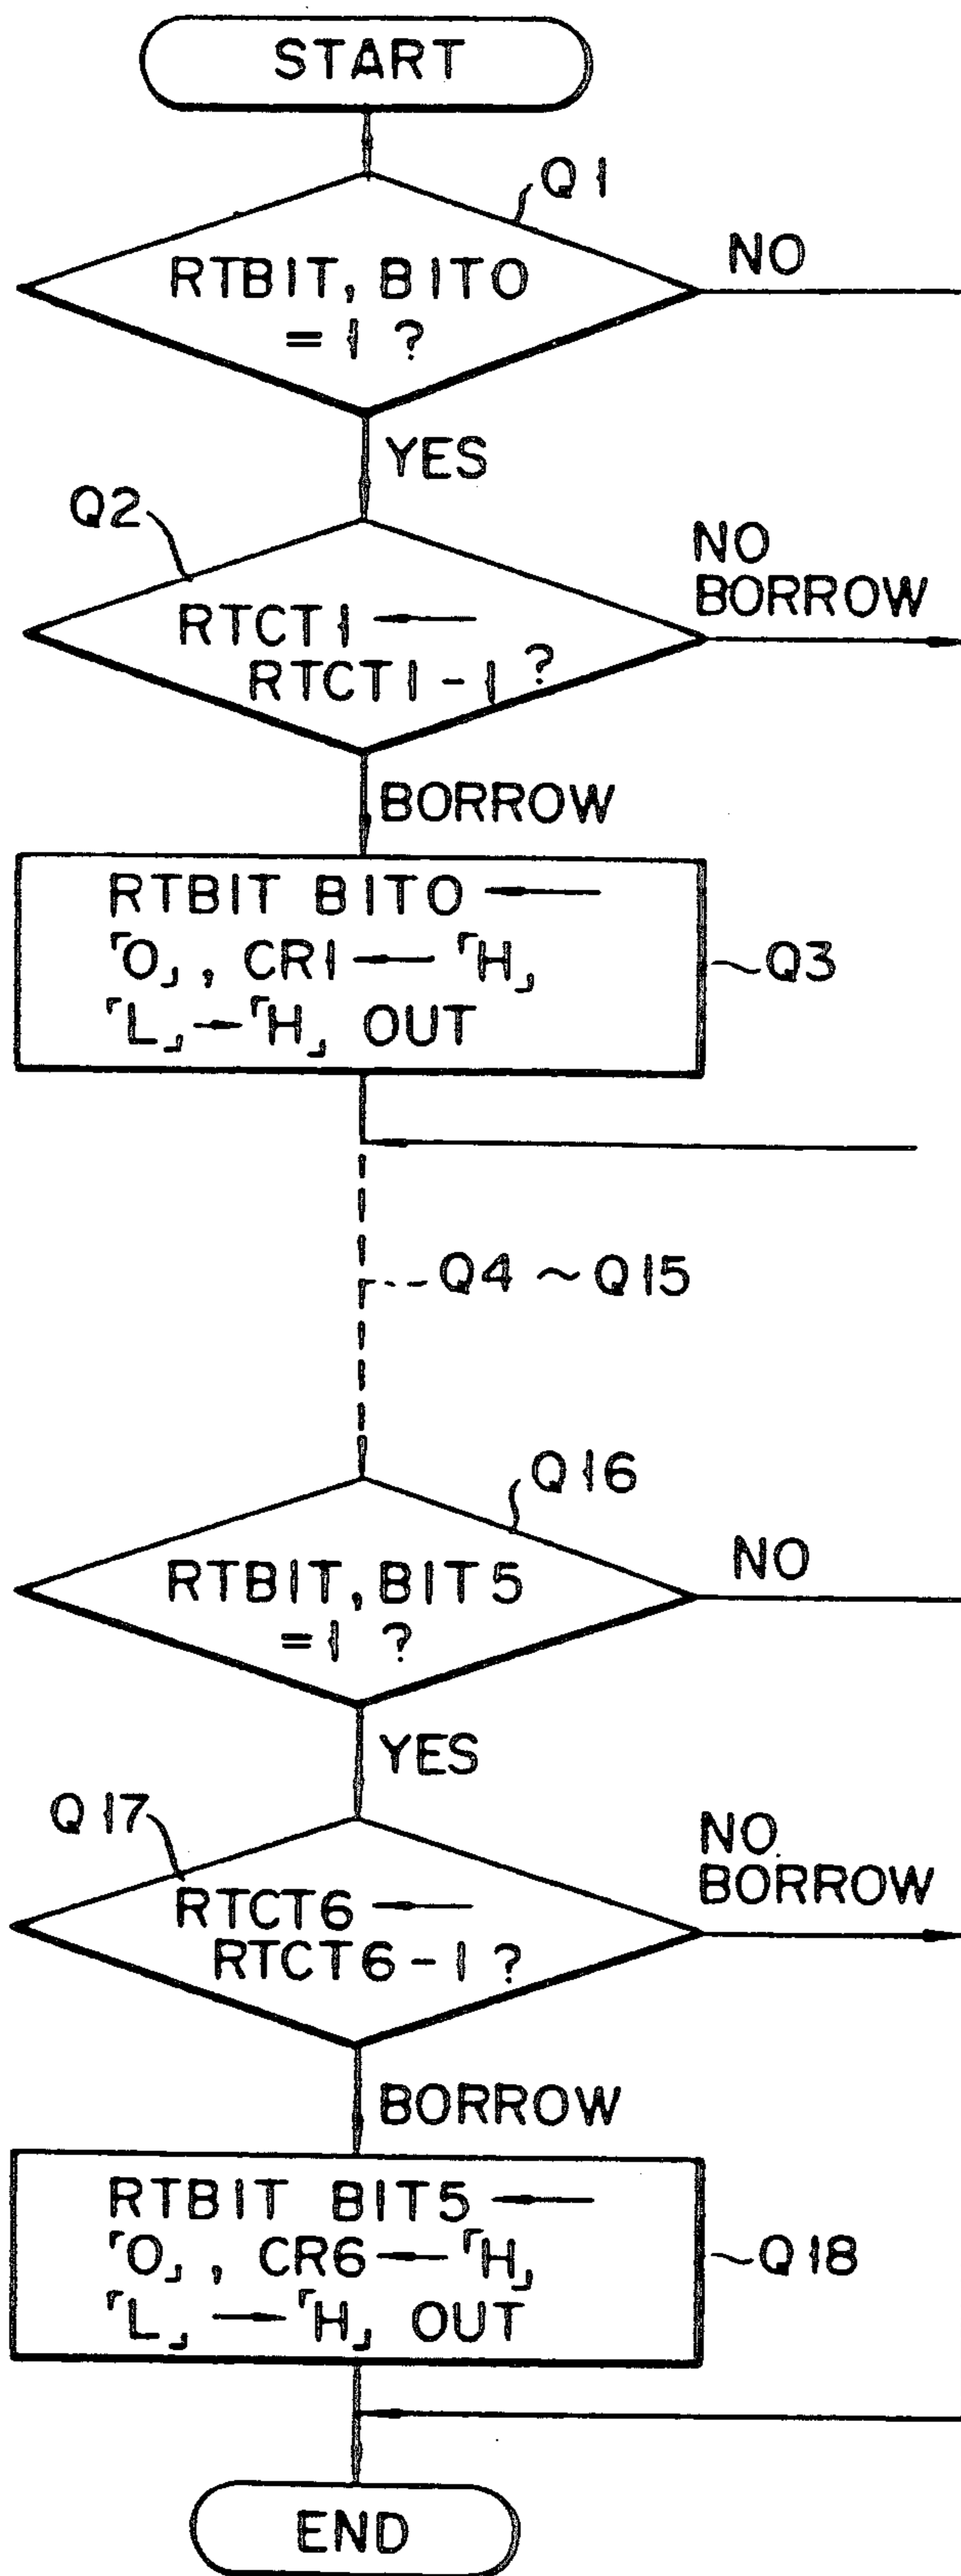 START
Q1
RTBIT, BIT0
= 1 ?
NO
YES
Q2
RTCT1 ←
RTCT1 - 1 ?
NO
BORROW
BORROW
RTBIT BIT0 ←
「0」, CR1 ← 「H」
「L」→「H」 OUT
Q3
Q4 ~ Q15
Q16
RTBIT, BIT5
= 1 ?
NO
YES
Q17
RTCT6 ←
RTCT6 - 1 ?
NO
BORROW
BORROW
RTBIT BIT5 ←
「0」, CR6 ← 「H」
「L」 → 「H」 OUT
Q18
END